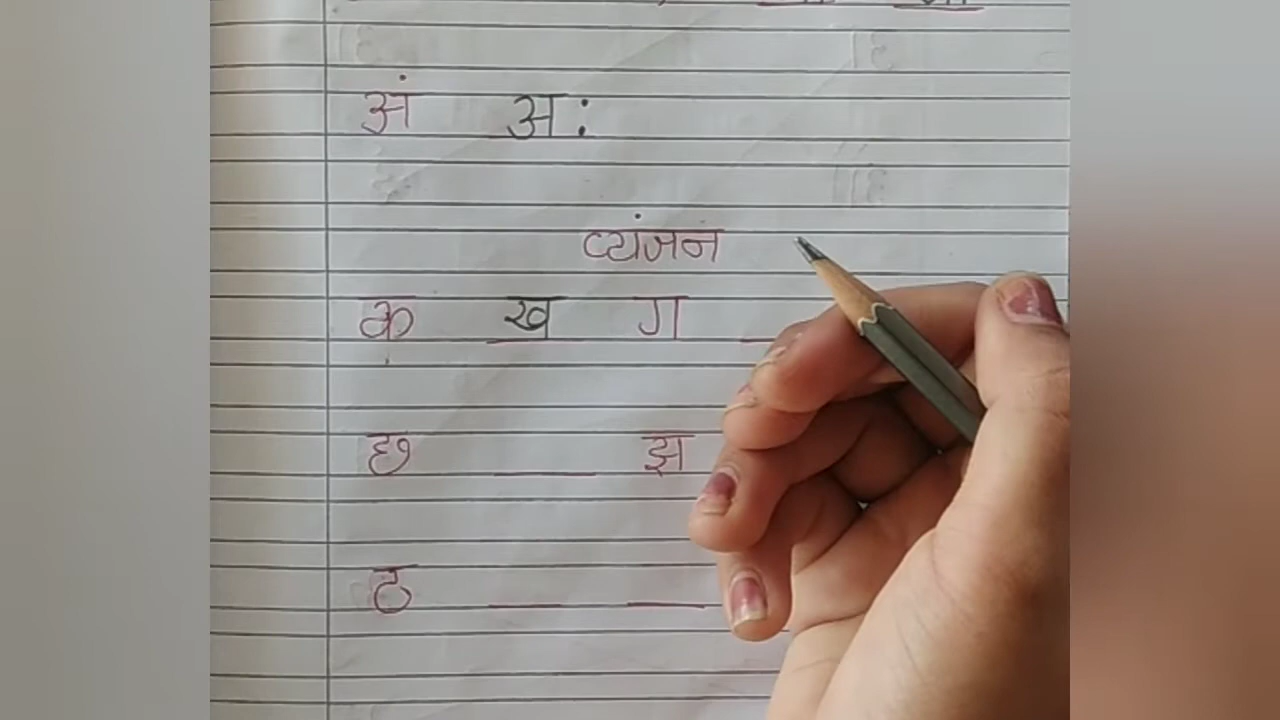 अं अ:
व्यंजन
क ख ग
छ झ
ठ